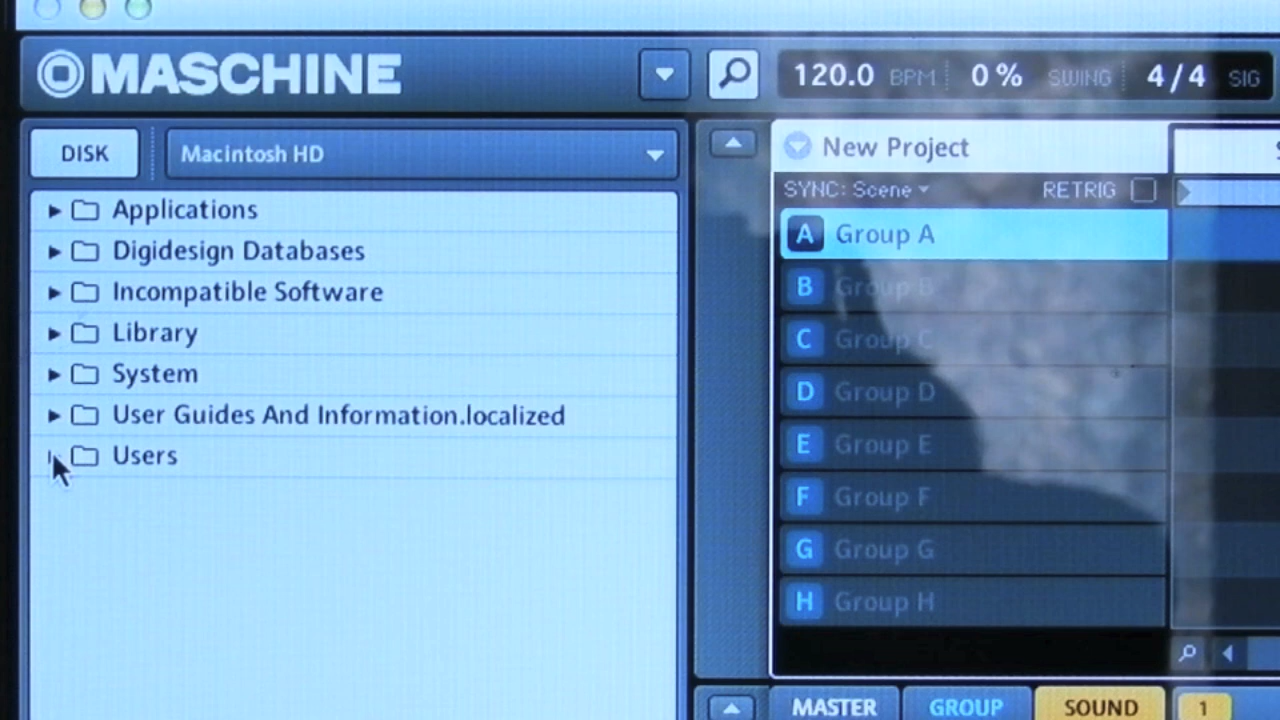 MASCHINE
120.0 BPM 0 % SWING 4 / 4 SIG
DISK Macintosh HD
Applications
Digidesign Databases
Incompatible Software
Library
System
User Guides And Information.localized
Users
New Project
SYNC: Scene RETRIG
A Group A
B Group B
C Group C
D Group D
E Group E
F Group F
G Group G
H Group H
MASTER GROUP SOUND 1